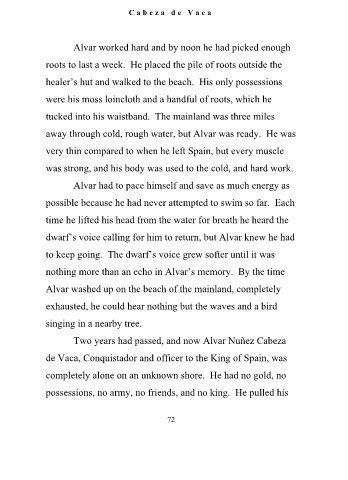 Cabeza de Vaca
Alvar worked hard and by noon he had picked enough
roots to last a week.  He placed the pile of roots outside the
healer's hut and walked to the beach.  His only possessions
were his moss loincloth and a handful of roots, which he
tucked into his waistband.  The mainland was three miles
away through cold, rough water, but Alvar was ready.  He was
very thin compared to when he left Spain, but every muscle
was strong, and his body was used to the cold, and hard work.
Alvar had to pace himself and save as much energy as
possible because he had never attempted to swim so far.  Each
time he lifted his head from the water for breath he heard the
dwarf's voice calling for him to return, but Alvar knew he had
to keep going.  The dwarf's voice grew softer until it was
nothing more than an echo in Alvar's memory.  By the time
Alvar washed up on the beach of the mainland, completely
exhausted, he could hear nothing but the waves and a bird
singing in a nearby tree.
Two years had passed, and now Alvar Nuñez Cabeza
de Vaca, Conquistador and officer to the King of Spain, was
completely alone on an unknown shore.  He had no gold, no
possessions, no army, no friends, and no king.  He pulled his
72